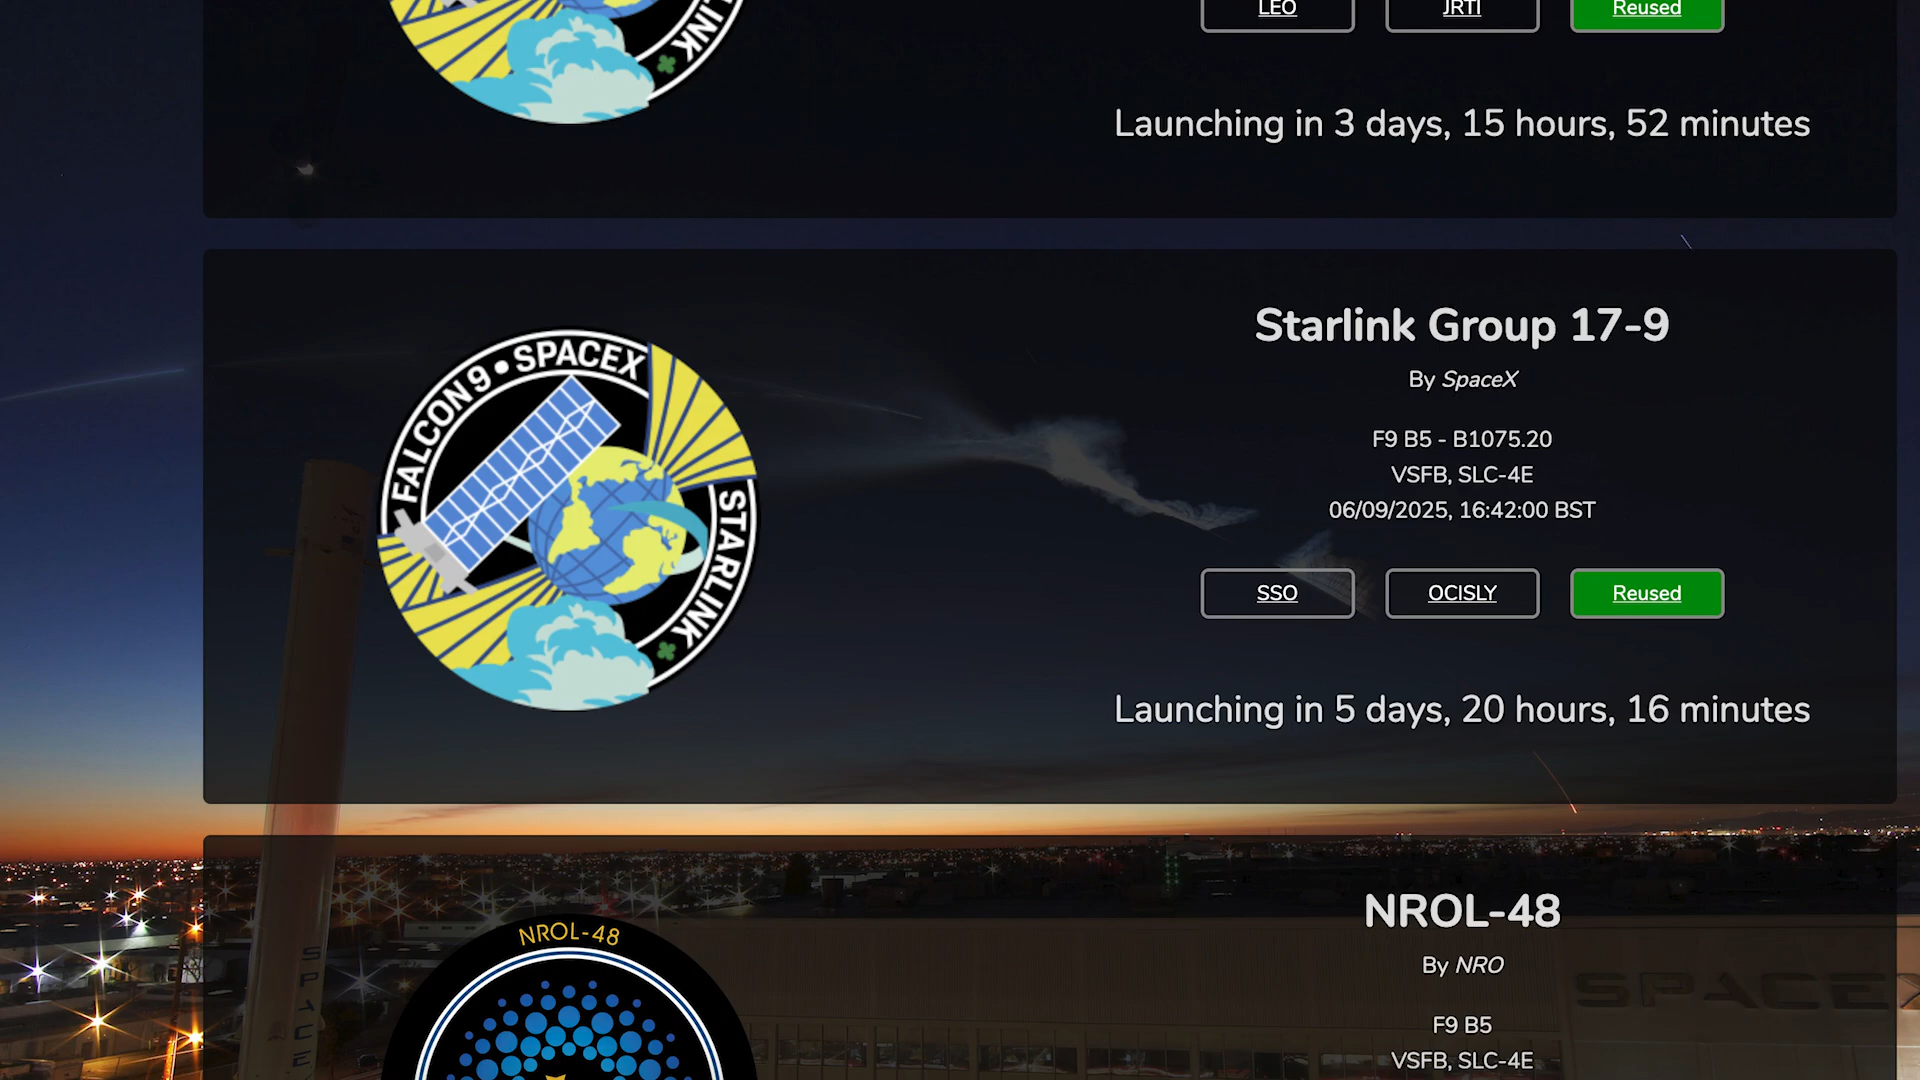 LINK
LEO
JRTI
Reused
Launching in 3 days, 15 hours, 52 minutes
FALCON 9 • SPACEX
STARLINK
Starlink Group 17-9
By SpaceX
F9 B5 - B1075.20
VSFB, SLC-4E
06/09/2025, 16:42:00 BST
SSO
OCISLY
Reused
Launching in 5 days, 20 hours, 16 minutes
NROL-48
NROL-48
By NRO
F9 B5
VSFB, SLC-4E
SPACE
SPACEX